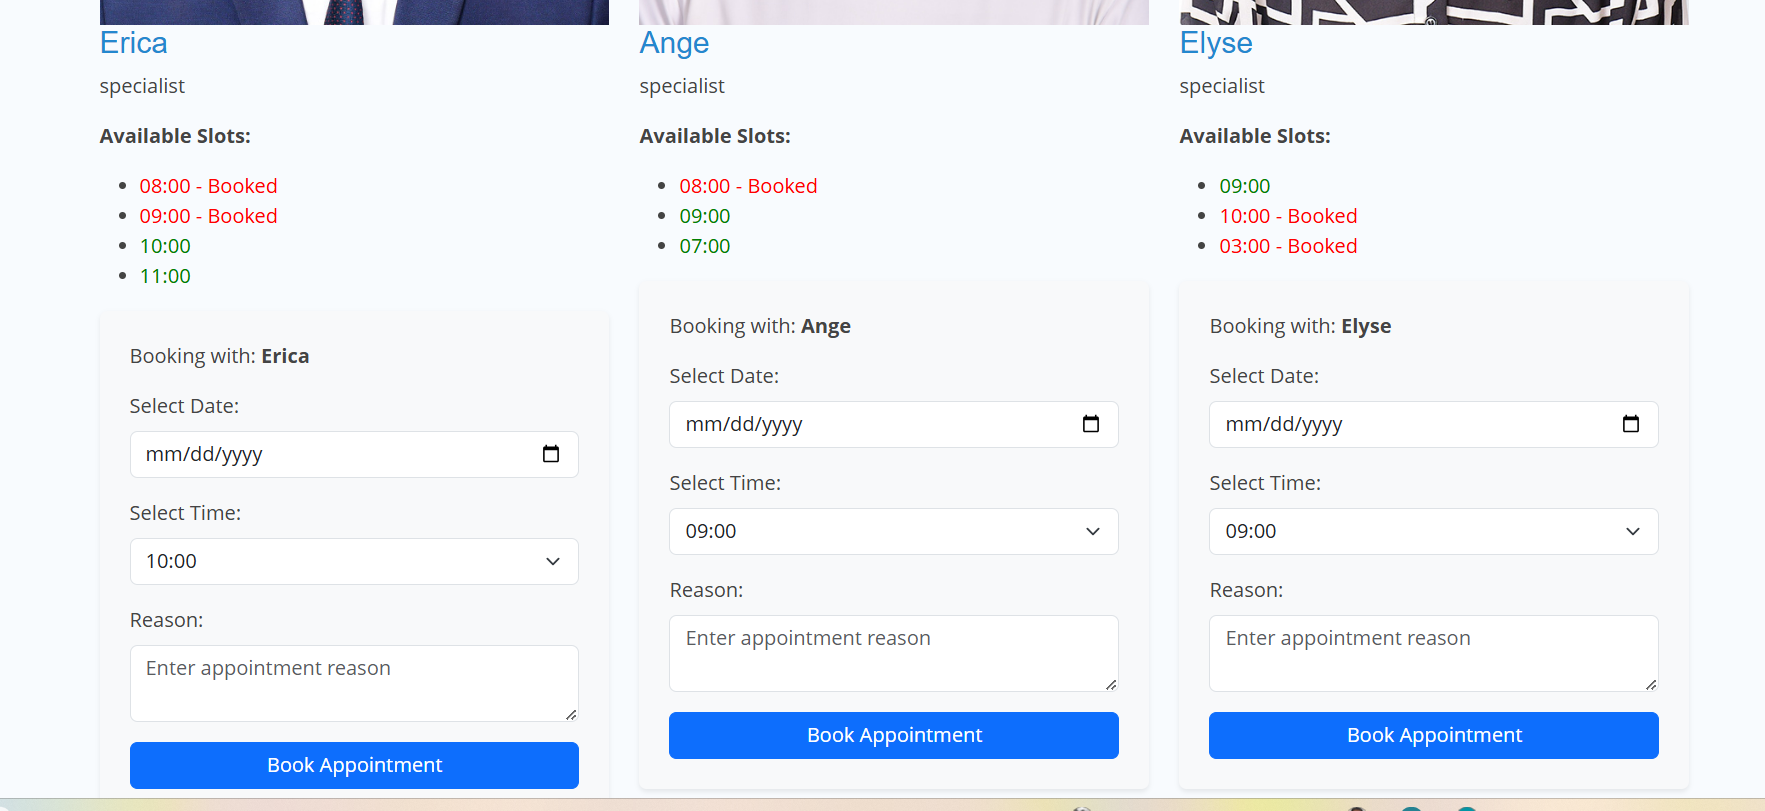 Erica
specialist
Available Slots:
08:00 - Booked
09:00 - Booked
10:00
11:00
Booking with: Erica
Select Date:
mm/dd/yyyy
Select Time:
10:00
Reason:
Enter appointment reason
Book Appointment
Ange
specialist
Available Slots:
08:00 - Booked
09:00
07:00
Booking with: Ange
Select Date:
mm/dd/yyyy
Select Time:
09:00
Reason:
Enter appointment reason
Book Appointment
Elyse
specialist
Available Slots:
09:00
10:00 - Booked
03:00 - Booked
Booking with: Elyse
Select Date:
mm/dd/yyyy
Select Time:
09:00
Reason:
Enter appointment reason
Book Appointment